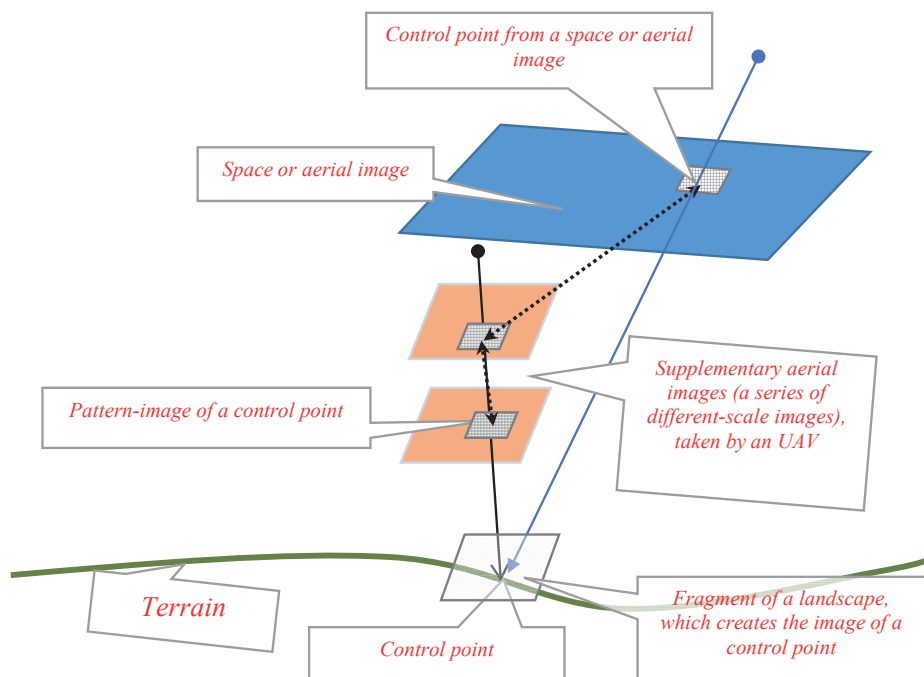 Control point from a space or aerial
image
Space or aerial image
Supplementary aerial
images (a series of
different-scale images),
taken by an UAV
Pattern-image of a control point
Terrain
Fragment of a landscape,
which creates the image of a
control point
Control point